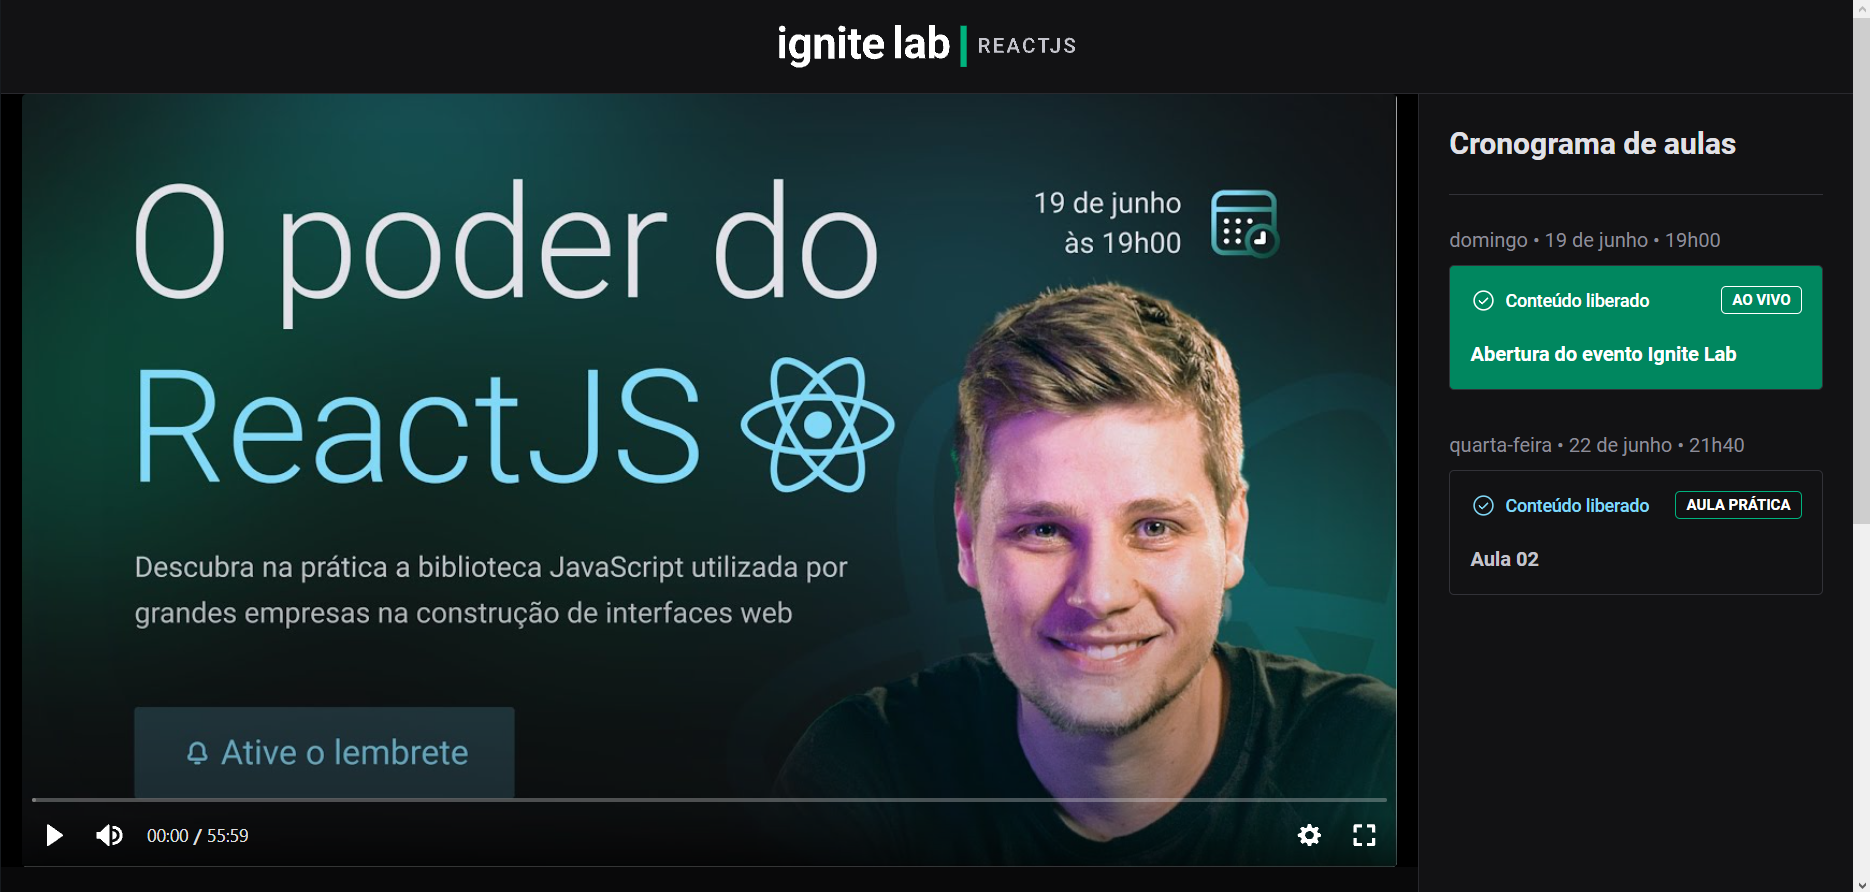 ignite lab | REACTJS
O poder do
ReactJS
19 de junho
às 19h00
Descubra na prática a biblioteca JavaScript utilizada por
grandes empresas na construção de interfaces web
Ative o lembrete
00:00 / 55:59
Cronograma de aulas
domingo • 19 de junho • 19h00
Conteúdo liberado AO VIVO
Abertura do evento Ignite Lab
quarta-feira • 22 de junho • 21h40
Conteúdo liberado AULA PRÁTICA
Aula 02